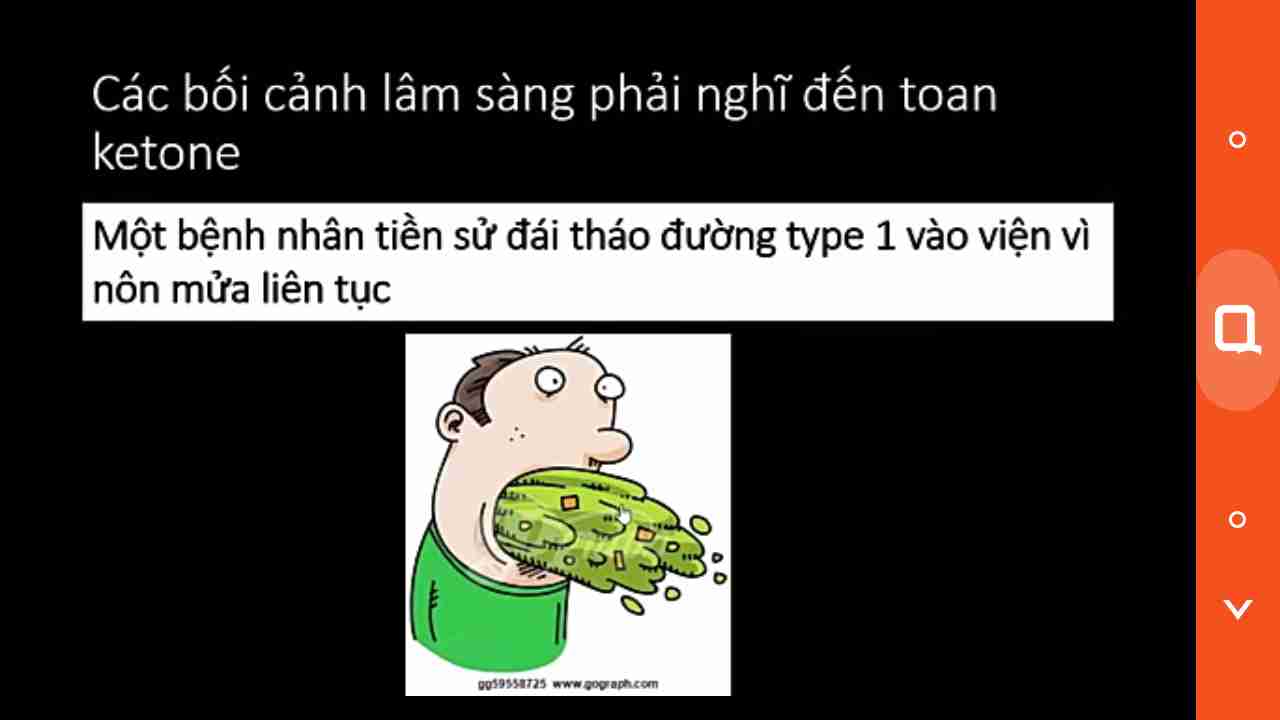 Các bối cảnh lâm sàng phải nghĩ đến toan
ketone
Một bệnh nhân tiền sử đái tháo đường type 1 vào viện vì
nôn mửa liên tục
gg59558725 www.gograph.com